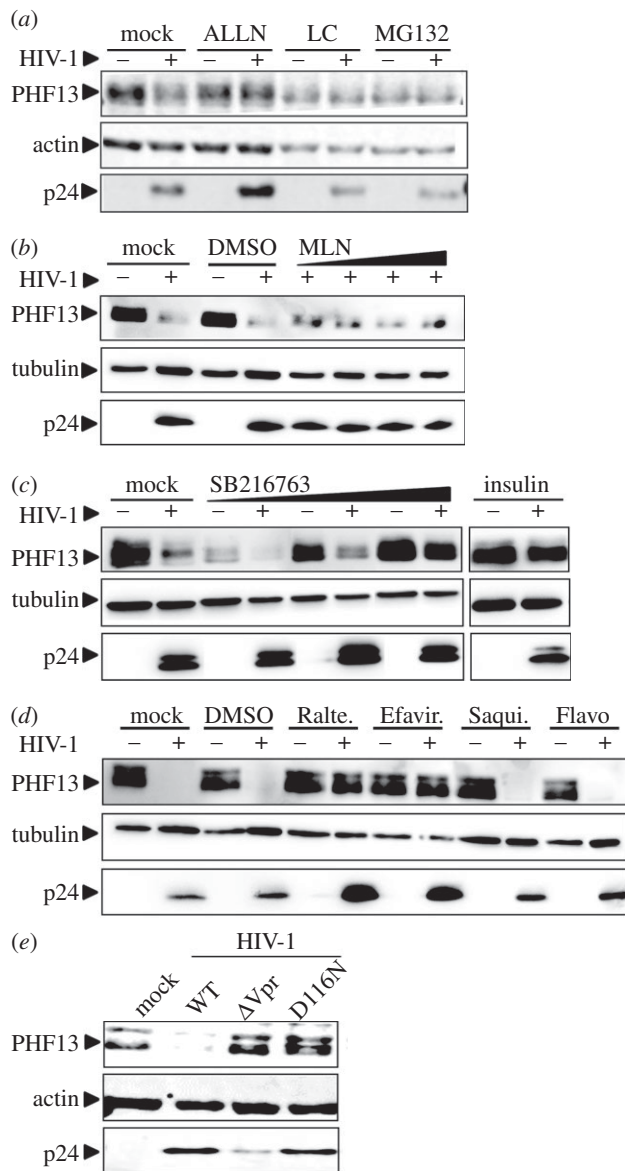 (a)
mock ALLN LC MG132
HIV-1 – + – + – + – +
PHF13
actin
p24
(b)
mock DMSO MLN
HIV-1 – + – + + + + +
PHF13
tubulin
p24
(c)
mock SB216763 insulin
HIV-1 – + – + – + – + – +
PHF13
tubulin
p24
(d)
mock DMSO Ralte. Efavir. Saqui. Flavo
HIV-1 – + – + – + – + – + – +
PHF13
tubulin
p24
(e)
HIV-1
mock WT ΔVpr D116N
PHF13
actin
p24